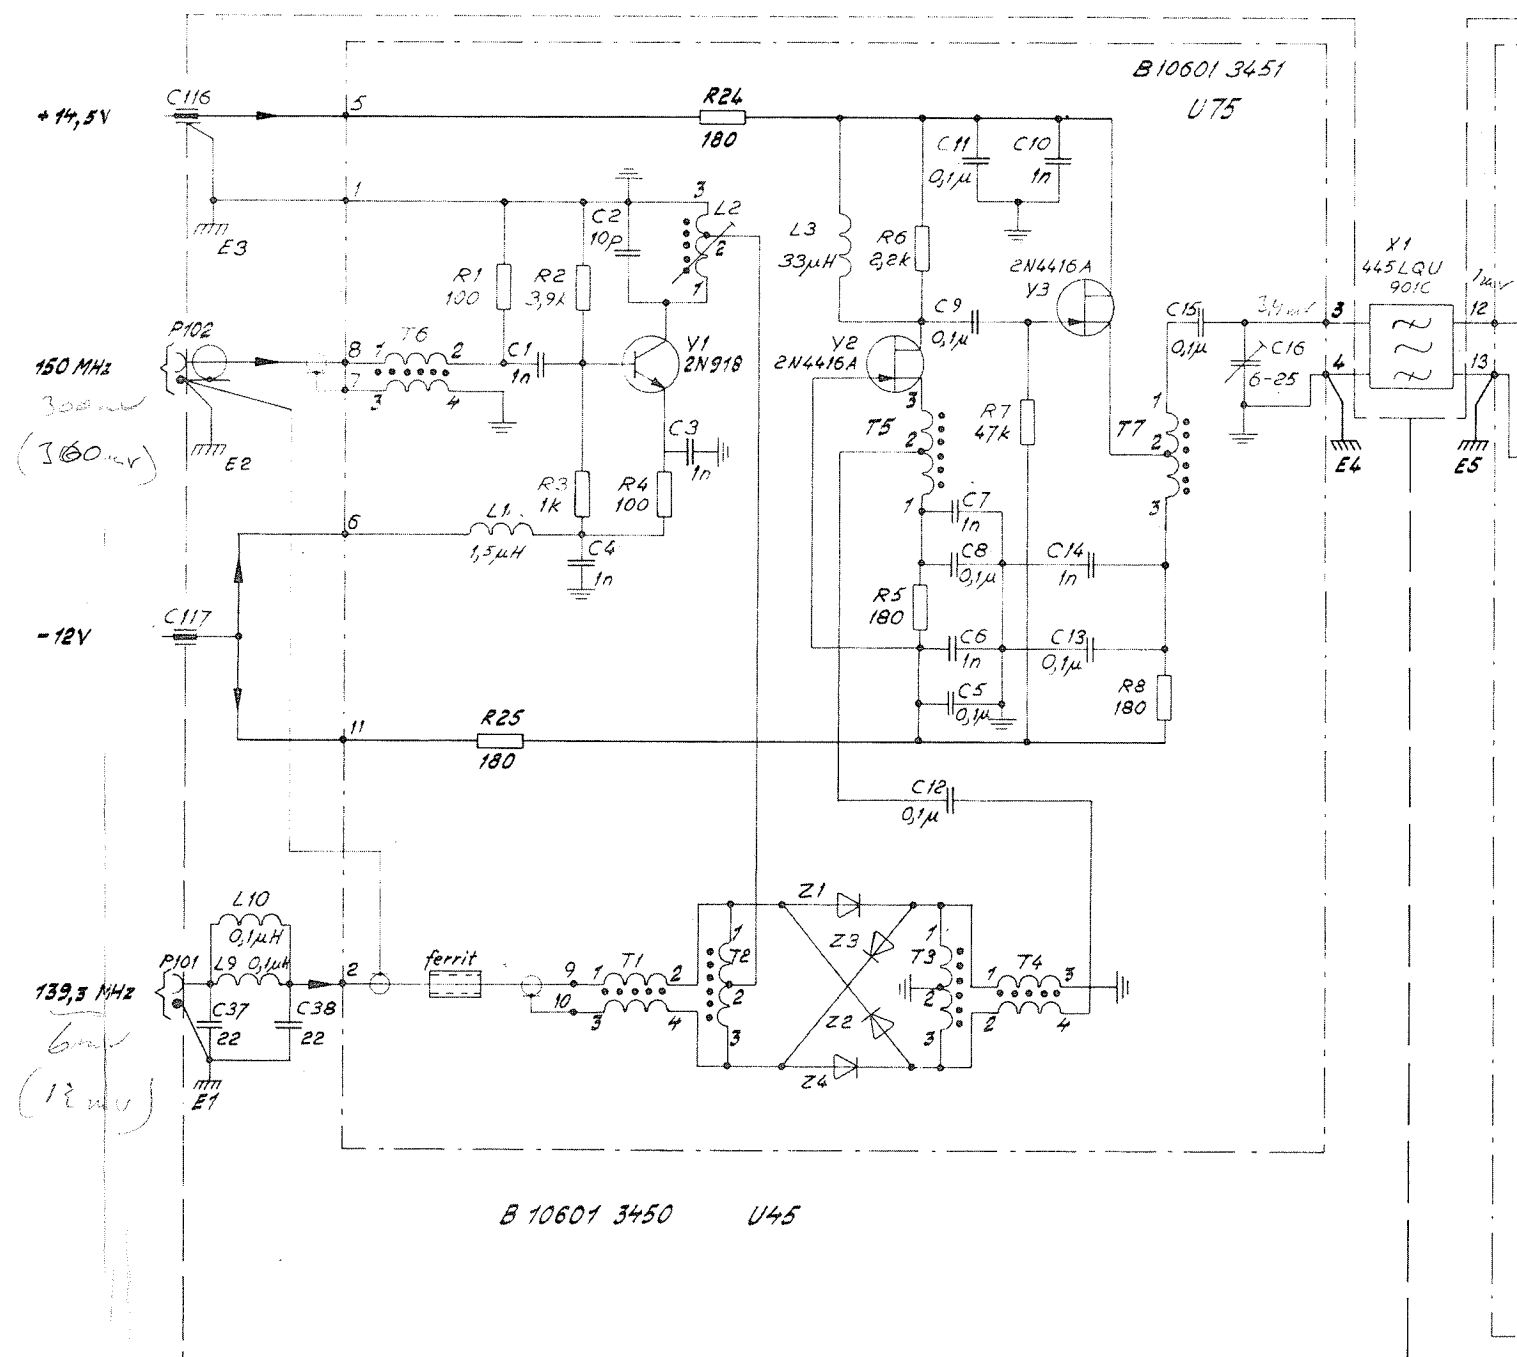 B 10601 3451
U75
+14,5V
C116
5
R24
180
C11
0,1µ
C10
1n
1
E3
C2
10p
3
L2
2
1
R1
100
R2
3,9k
L3
33µH
R6
2,2k
2N4416A
Y3
X1
445LQU
901C
P102
150 MHz
8
7
1
T6
2
3
4
C1
1n
Y1
2N918
Y2
2N4416A
C9
0,1µ
C15
0,1µ
3
4
C16
6-25
12
13
E2
C3
1n
R3
1k
R4
100
3
T5
2
1
R7
47k
1
T7
2
3
E4
E5
6
L1
1,5µH
C4
1n
C7
1n
C8
0,1µ
C14
1n
-12V
C117
R5
180
C6
1n
C13
0,1µ
C5
0,1µ
R8
180
11
R25
180
C12
0,1µ
L10
0,1µH
P101
L9
0,1µH
139,3 MHz
C37
22
C38
22
E1
2
ferrit
9
10
1
T1
2
3
4
1
T2
2
3
Z1
Z3
Z2
Z4
1
T3
2
3
1
T4
3
2
4
B 10601 3450
U45